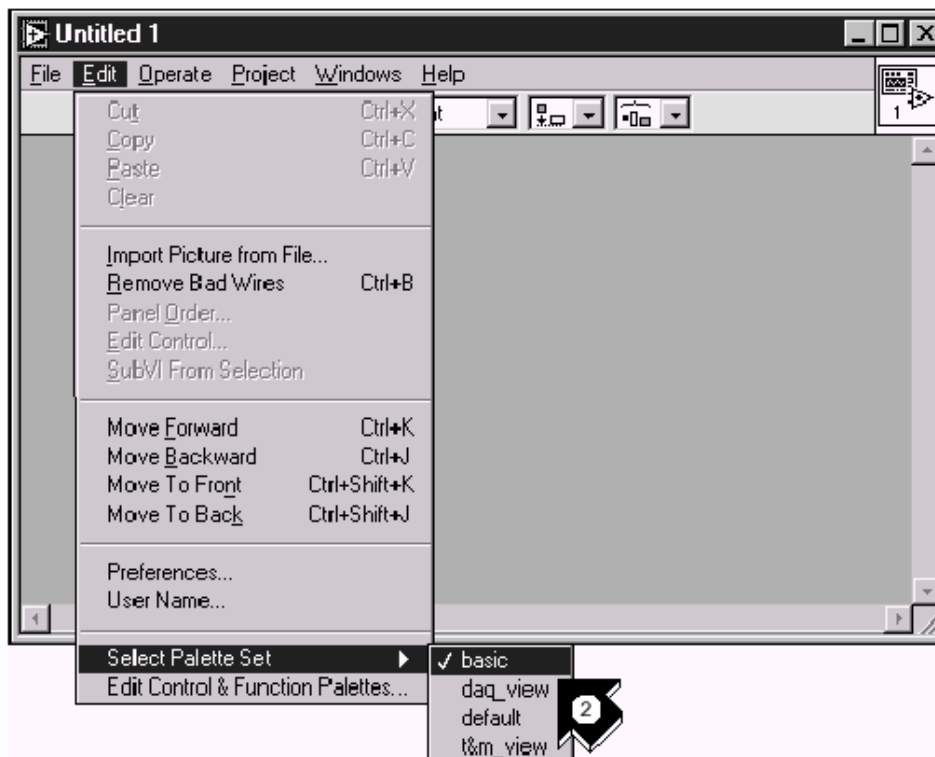 Untitled 1
File Edit Operate Project Windows Help
1
Cut Ctrl+X
Copy Ctrl+C
Paste Ctrl+V
Clear
Import Picture from File...
Remove Bad Wires Ctrl+B
Panel Order...
Edit Control...
SubVI From Selection
Move Forward Ctrl+K
Move Backward Ctrl+J
Move To Front Ctrl+Shift+K
Move To Back Ctrl+Shift+J
Preferences...
User Name...
Select Palette Set
✓ basic
Edit Control & Function Palettes...
daq_view
2
default
t&m_view